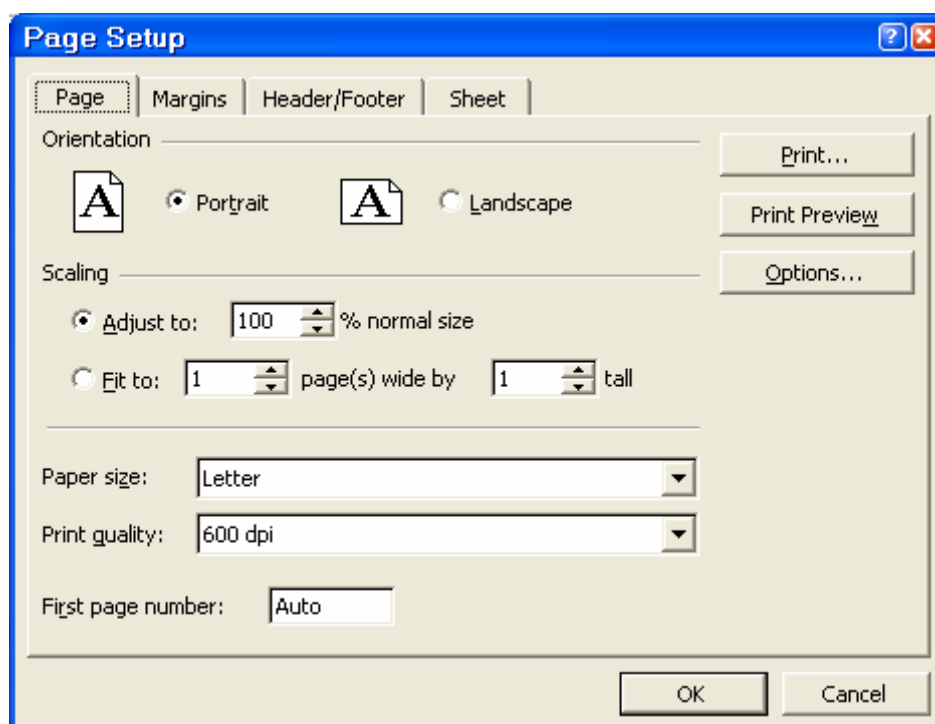 Page Setup
?
Page Margins Header/Footer Sheet
Orientation
Print...
A Portrait A Landscape
Print Preview
Scaling
Options...
Adjust to: 100 % normal size
Fit to: 1 page(s) wide by 1 tall
Paper size: Letter
Print quality: 600 dpi
First page number: Auto
OK Cancel